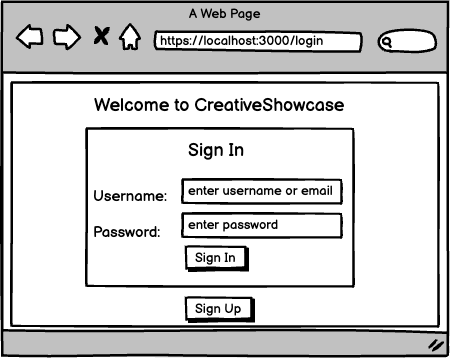 A Web Page
https://localhost:3000/login
Welcome to CreativeShowcase
Sign In
Username: enter username or email
Password: enter password
Sign In
Sign Up